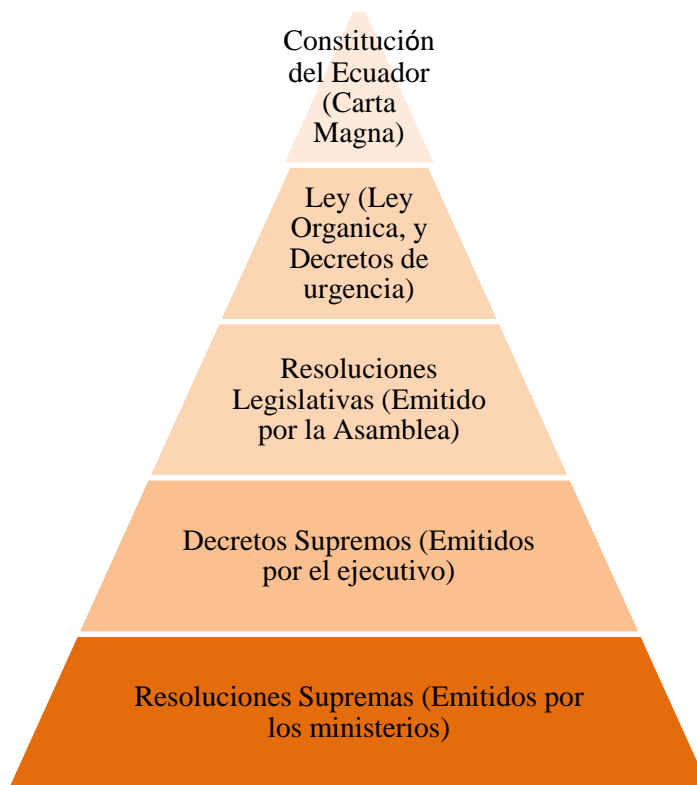 Constitución
del Ecuador
(Carta
Magna)
Ley (Ley
Organica, y
Decretos de
urgencia)
Resoluciones
Legislativas (Emitido
por la Asamblea)
Decretos Supremos (Emitidos
por el ejecutivo)
Resoluciones Supremas (Emitidos por
los ministerios)